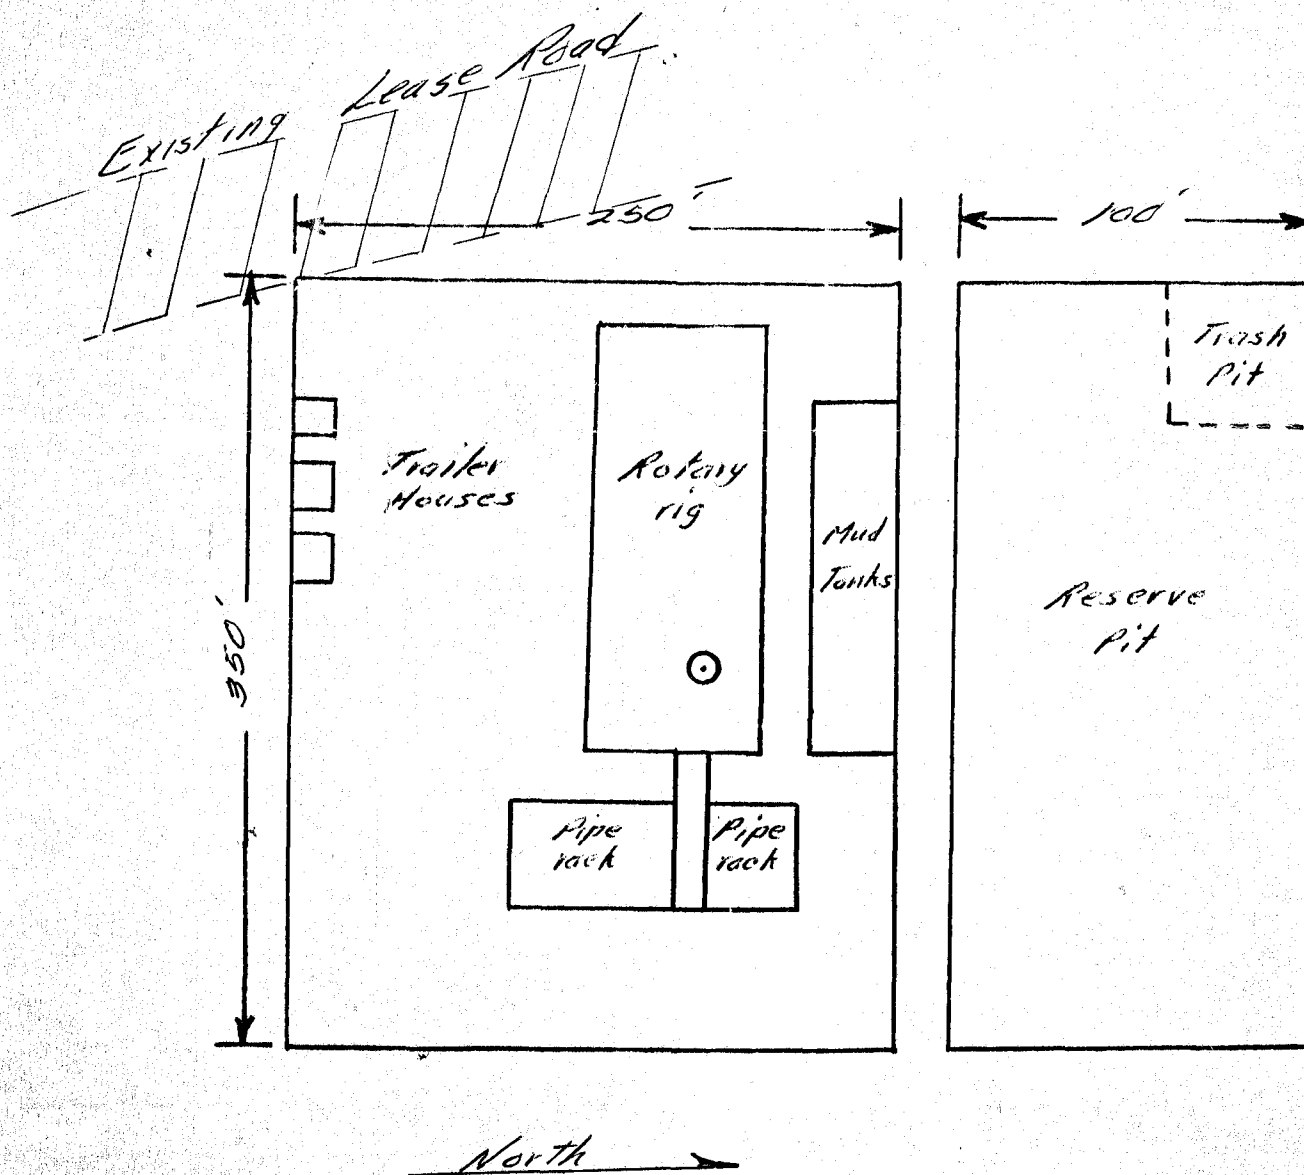 Existing Lease Road
250'
100'
Trash
Pit
Trailer
Houses
Rotary
rig
Mud
Tanks
Reserve
Pit
350'
Pipe
rack
Pipe
rack
North